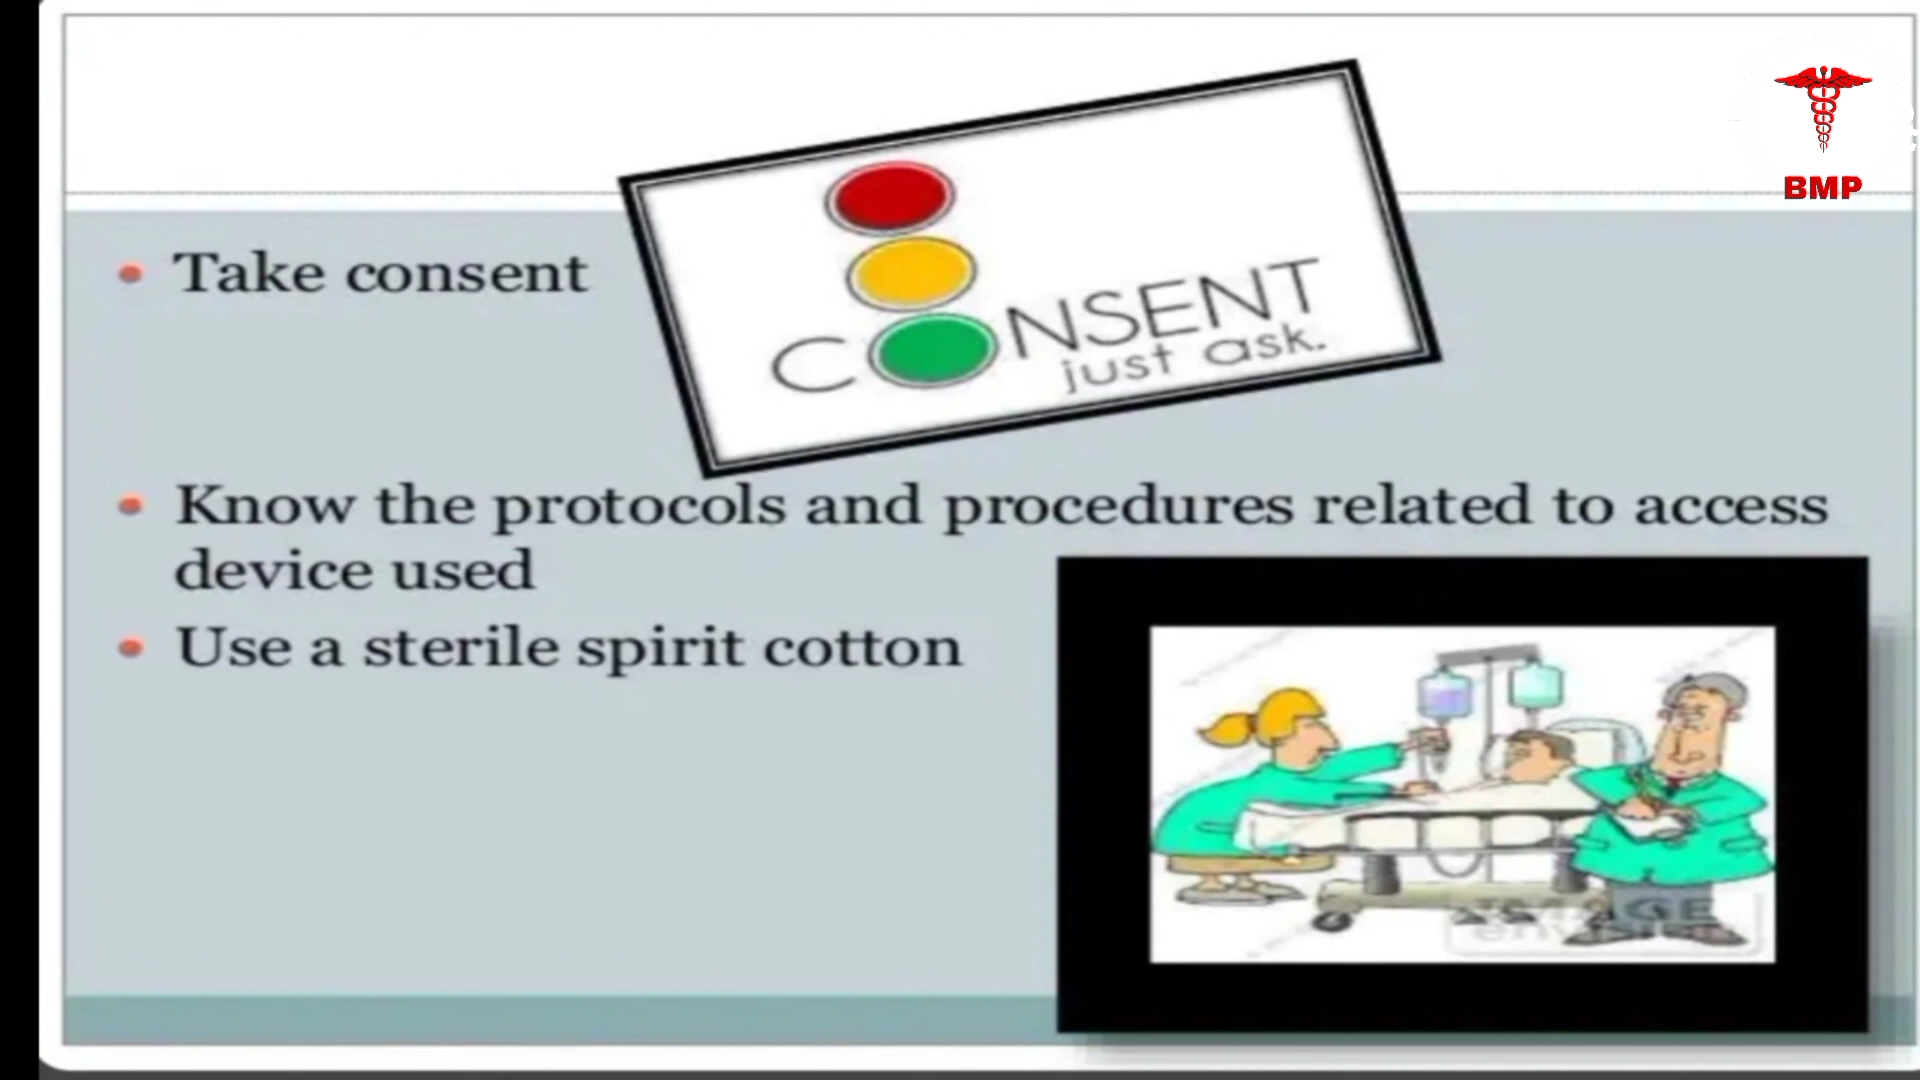 BMP
CONSENT
just ask.
• Take consent
• Know the protocols and procedures related to access
device used
• Use a sterile spirit cotton